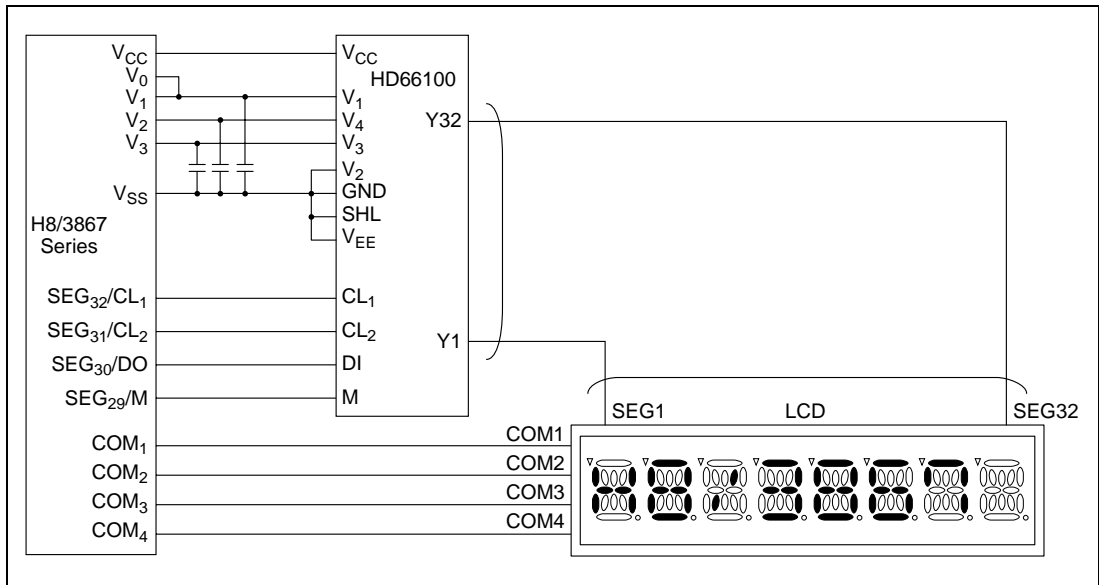 VCC
V0
V1
V2
V3
VSS
H8/3867
Series
SEG32/CL1
SEG31/CL2
SEG30/DO
SEG29/M
COM1
COM2
COM3
COM4
VCC
HD66100
V1
V4
V3
V2
GND
SHL
VEE
CL1
CL2
DI
M
Y32
Y1
SEG1
LCD
SEG32
COM1
COM2
COM3
COM4
H8/3867